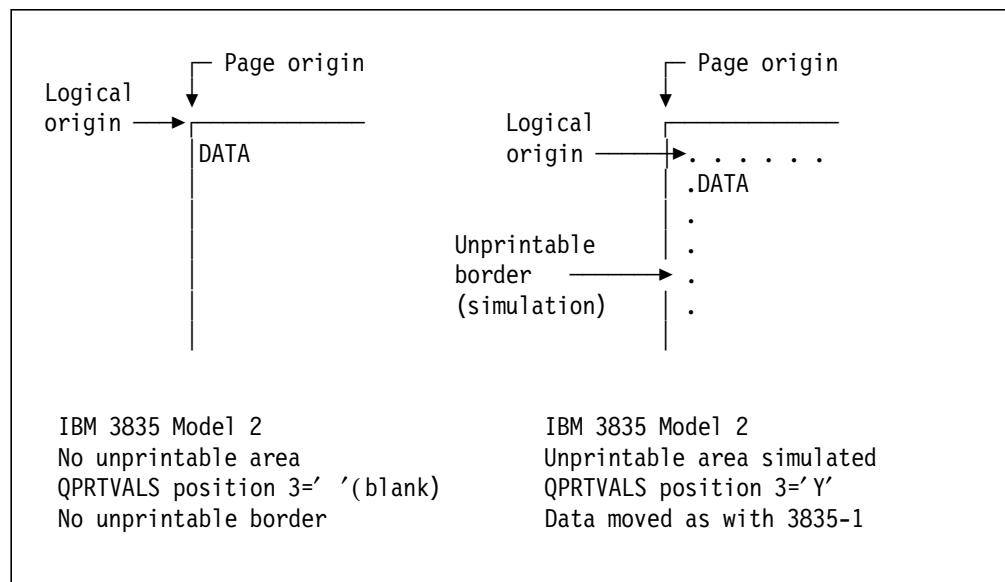 Page origin
Logical
origin
DATA
IBM 3835 Model 2
No unprintable area
QPRTVALS position 3=′ ′(blank)
No unprintable border
Page origin
Logical
origin
. . . . . .
.DATA
.
.
Unprintable
border
.
(simulation)
.
IBM 3835 Model 2
Unprintable area simulated
QPRTVALS position 3=′Y′
Data moved as with 3835-1